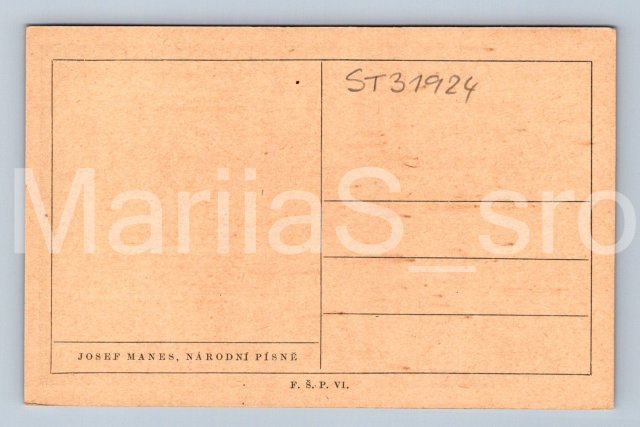 ST31924
MariiaS_sro
JOSEF MANES, NÁRODNÍ PÍSNĚ
F. Š. P. VI.